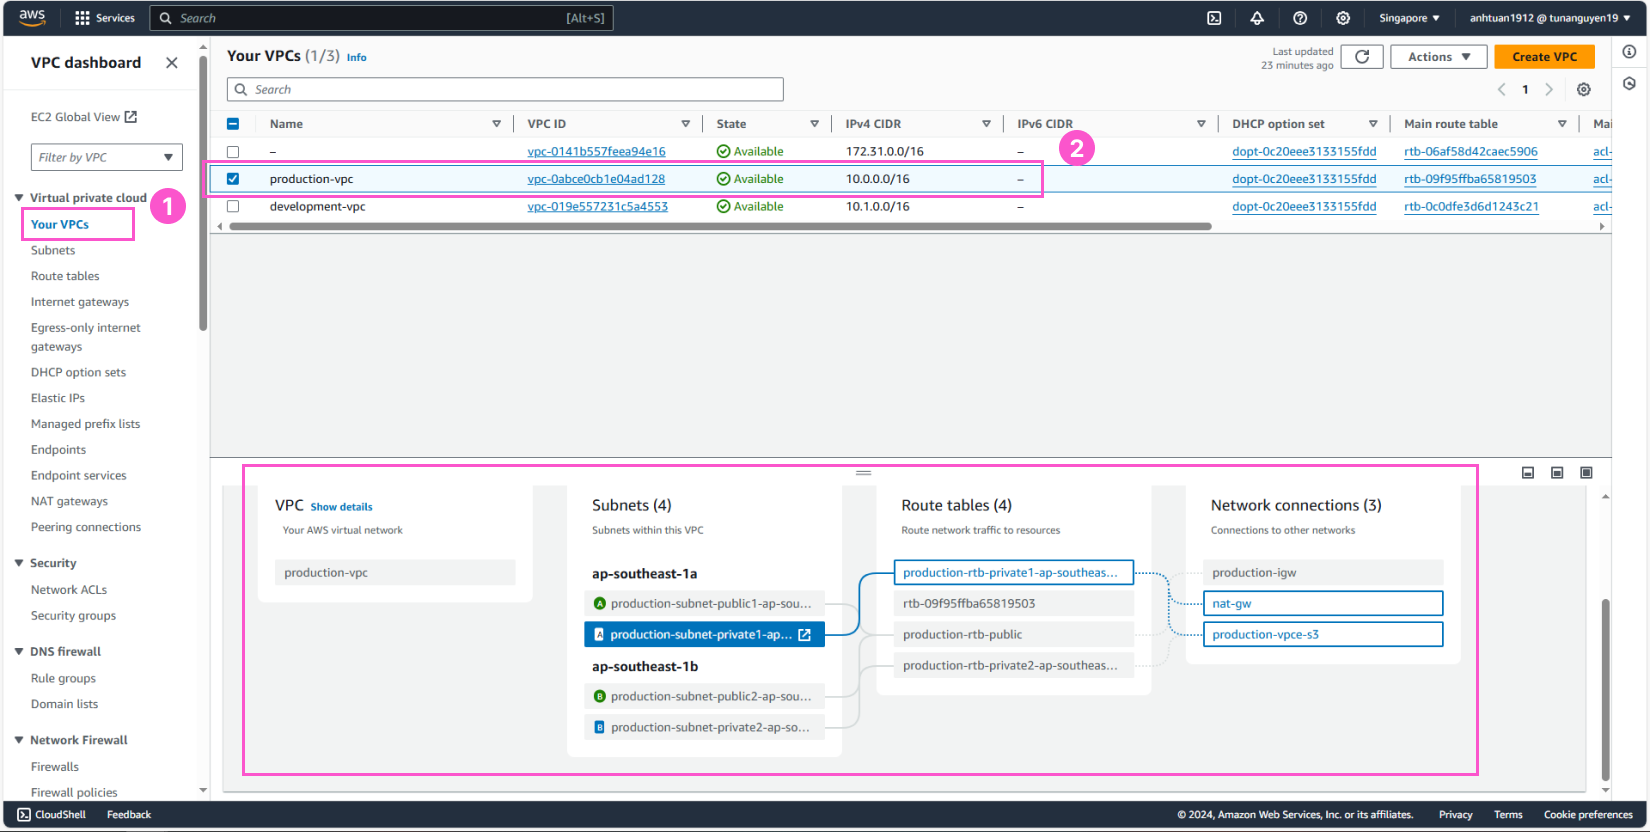 aws Services Search [Alt+S] Singapore anhtuan1912 @ tunanguyen19
VPC dashboard
EC2 Global View
Filter by VPC
Virtual private cloud
1
Your VPCs
Subnets
Route tables
Internet gateways
Egress-only internet
gateways
DHCP option sets
Elastic IPs
Managed prefix lists
Endpoints
Endpoint services
NAT gateways
Peering connections
Security
Network ACLs
Security groups
DNS firewall
Rule groups
Domain lists
Network Firewall
Firewalls
Firewall policies
Your VPCs (1/3) Info
Last updated
23 minutes ago
Actions
Create VPC
Search
1
Name VPC ID State IPv4 CIDR IPv6 CIDR DHCP option set Main route table Mai
– vpc-0141b557feea94e16 Available 172.31.0.0/16 – dopt-0c20eee3133155fdd rtb-06af58d42caec5906 acl-
2
production-vpc vpc-0abce0cb1e04ad128 Available 10.0.0.0/16 – dopt-0c20eee3133155fdd rtb-09f95ffba65819503 acl-
development-vpc vpc-019e557231c5a4553 Available 10.1.0.0/16 – dopt-0c20eee3133155fdd rtb-0c0dfe3d6d1243c21 acl-
VPC Show details
Your AWS virtual network
production-vpc
Subnets (4)
Subnets within this VPC
ap-southeast-1a
A production-subnet-public1-ap-sou...
A production-subnet-private1-ap...
ap-southeast-1b
B production-subnet-public2-ap-sou...
B production-subnet-private2-ap-so...
Route tables (4)
Route network traffic to resources
production-rtb-private1-ap-southeas...
rtb-09f95ffba65819503
production-rtb-public
production-rtb-private2-ap-southeas...
Network connections (3)
Connections to other networks
production-igw
nat-gw
production-vpce-s3
CloudShell Feedback © 2024, Amazon Web Services, Inc. or its affiliates. Privacy Terms Cookie preferences